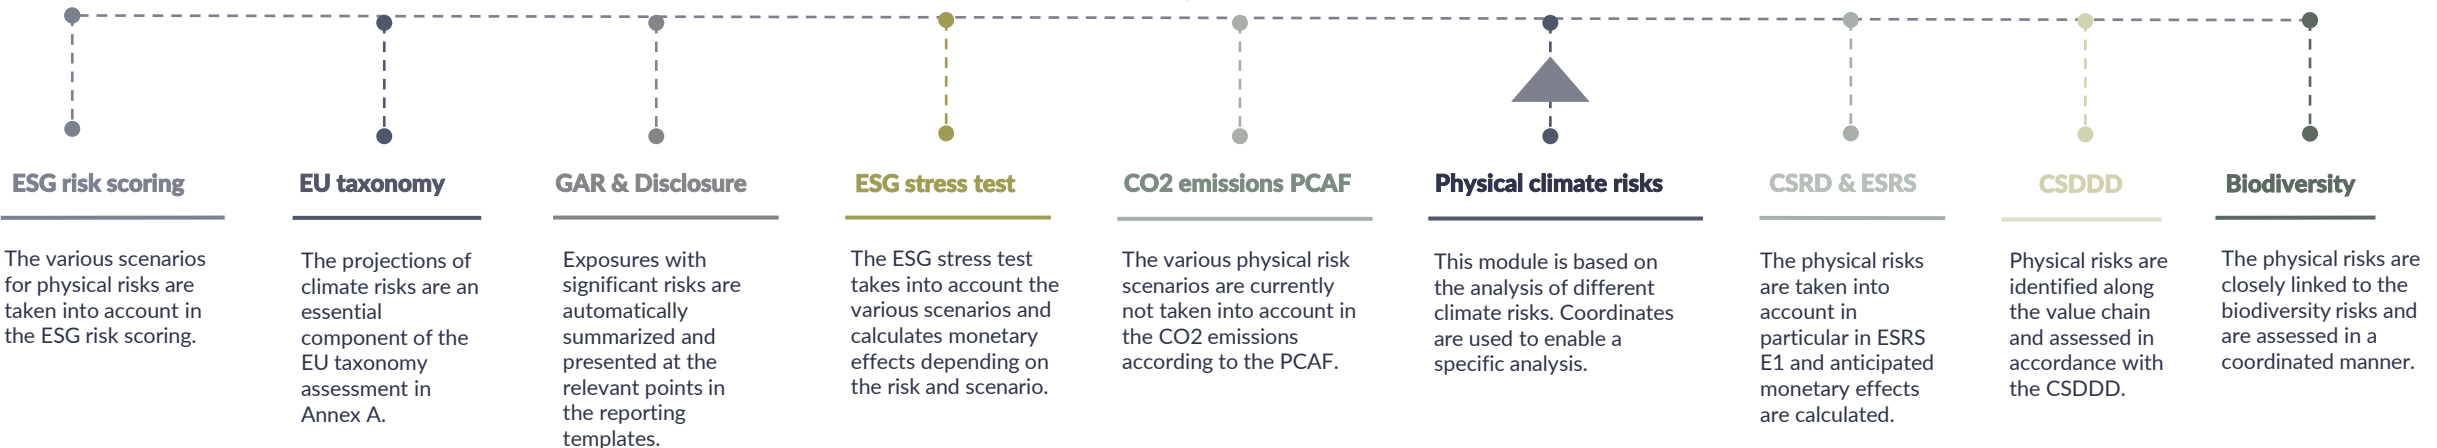 ESG risk scoring
The various scenarios
for physical risks are
taken into account in
the ESG risk scoring.
EU taxonomy
The projections of
climate risks are an
essential
component of the
EU taxonomy
assessment in
Annex A.
GAR & Disclosure
Exposures with
significant risks are
automatically
summarized and
presented at the
relevant points in
the reporting
templates.
ESG stress test
The ESG stress test
takes into account the
various scenarios and
calculates monetary
effects depending on
the risk and scenario.
CO2 emissions PCAF
The various physical risk
scenarios are currently
not taken into account in
the CO2 emissions
according to the PCAF.
Physical climate risks
This module is based on
the analysis of different
climate risks. Coordinates
are used to enable a
specific analysis.
CSRD & ESRS
The physical risks
are taken into
account in
particular in ESRS
E1 and anticipated
monetary effects
are calculated.
CSDDD
Physical risks are
identified along
the value chain
and assessed in
accordance with
the CSDDD.
Biodiversity
The physical risks are
closely linked to the
biodiversity risks and
are assessed in a
coordinated manner.